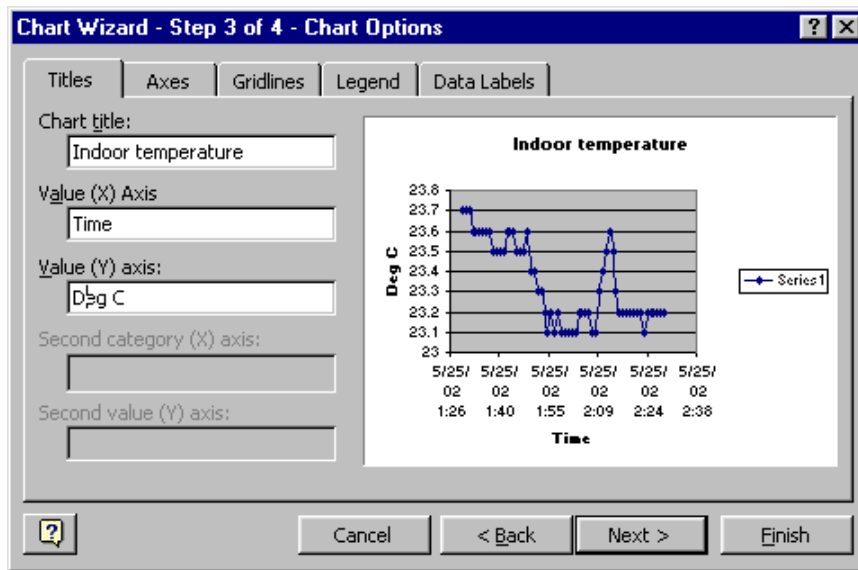 Chart Wizard - Step 3 of 4 - Chart Options
Titles Axes Gridlines Legend Data Labels
Chart title:
Indoor temperature
Value (X) Axis
Time
Value (Y) axis:
Deg C
Second category (X) axis:
Second value (Y) axis:
Indoor temperature
23.8
23.7
23.6
23.5
23.4
23.3
23.2
23.1
23
Deg C
5/25/ 5/25/ 5/25/ 5/25/ 5/25/ 5/25/
02 02 02 02 02 02
1:26 1:40 1:55 2:09 2:24 2:38
Time
Series1
? Cancel < Back Next > Finish